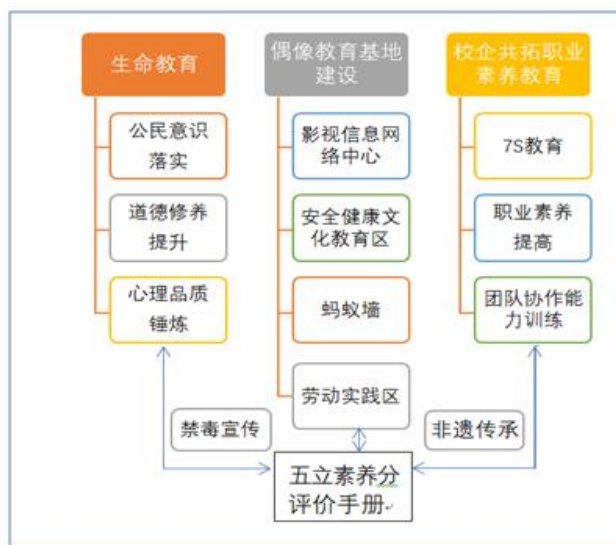 生命教育
公民意识
落实
道德修养
提升
心理品质
锤炼
偶像教育基地
建设
影视信息网
络中心
安全健康文
化教育区
蚂蚁墙
劳动实践区
校企共拓职业
素养教育
7S教育
职业素养
提高
团队协作能
力训练
禁毒宣传
非遗传承
五立素养分
评价手册